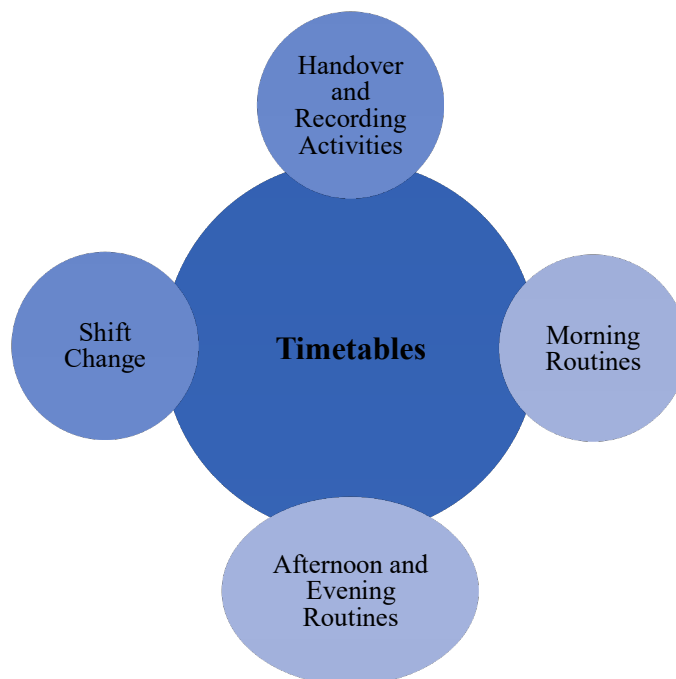 Handover
and
Recording
Activities
Shift
Change
Timetables
Morning
Routines
Afternoon and
Evening
Routines